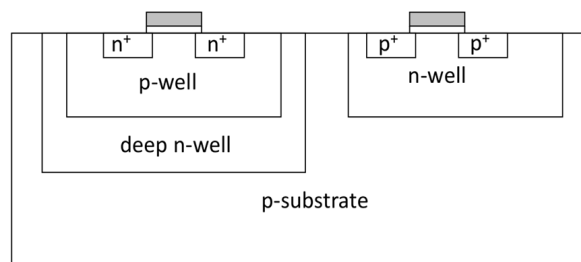 n+ n+ p+ p+
p-well n-well
deep n-well
p-substrate